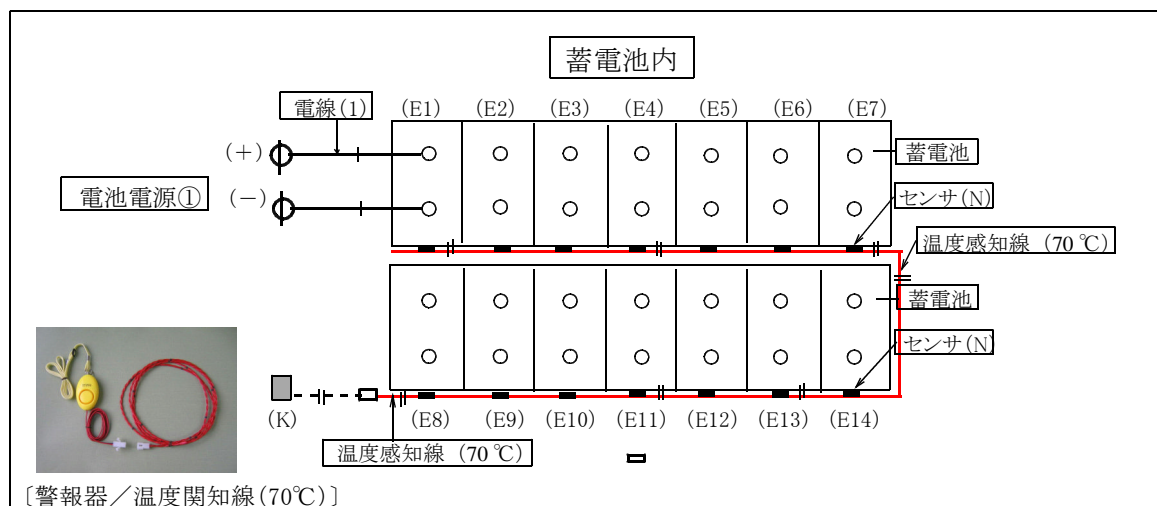 蓄電池内
電線(1)
(E1) (E2) (E3) (E4) (E5) (E6) (E7)
(+)
蓄電池
電池電源① (−)
センサ(N)
温度感知線 (70℃)
蓄電池
センサ(N)
(K)
(E8) (E9) (E10) (E11) (E12) (E13) (E14)
温度感知線 (70℃)
〔警報器／温度関知線(70℃)〕